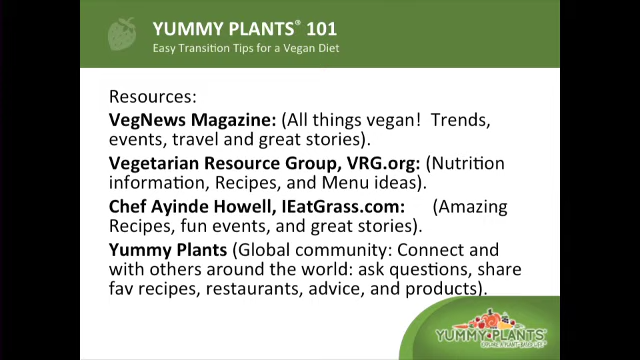 YUMMY PLANTS® 101
Easy Transition Tips for a Vegan Diet
Resources:
VegNews Magazine: (All things vegan! Trends,
events, travel and great stories).
Vegetarian Resource Group, VRG.org: (Nutrition
information, Recipes, and Menu ideas).
Chef Ayinde Howell, IEatGrass.com: (Amazing
Recipes, fun events, and great stories).
Yummy Plants (Global community: Connect and
with others around the world: ask questions, share
fav recipes, restaurants, advice, and products).
YUMMY PLANTS